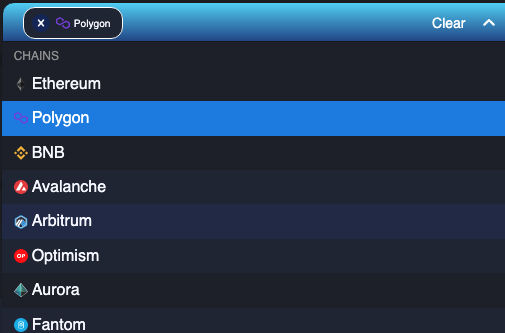 X Polygon Clear
CHAINS
Ethereum
Polygon
BNB
Avalanche
Arbitrum
OP Optimism
Aurora
Fantom